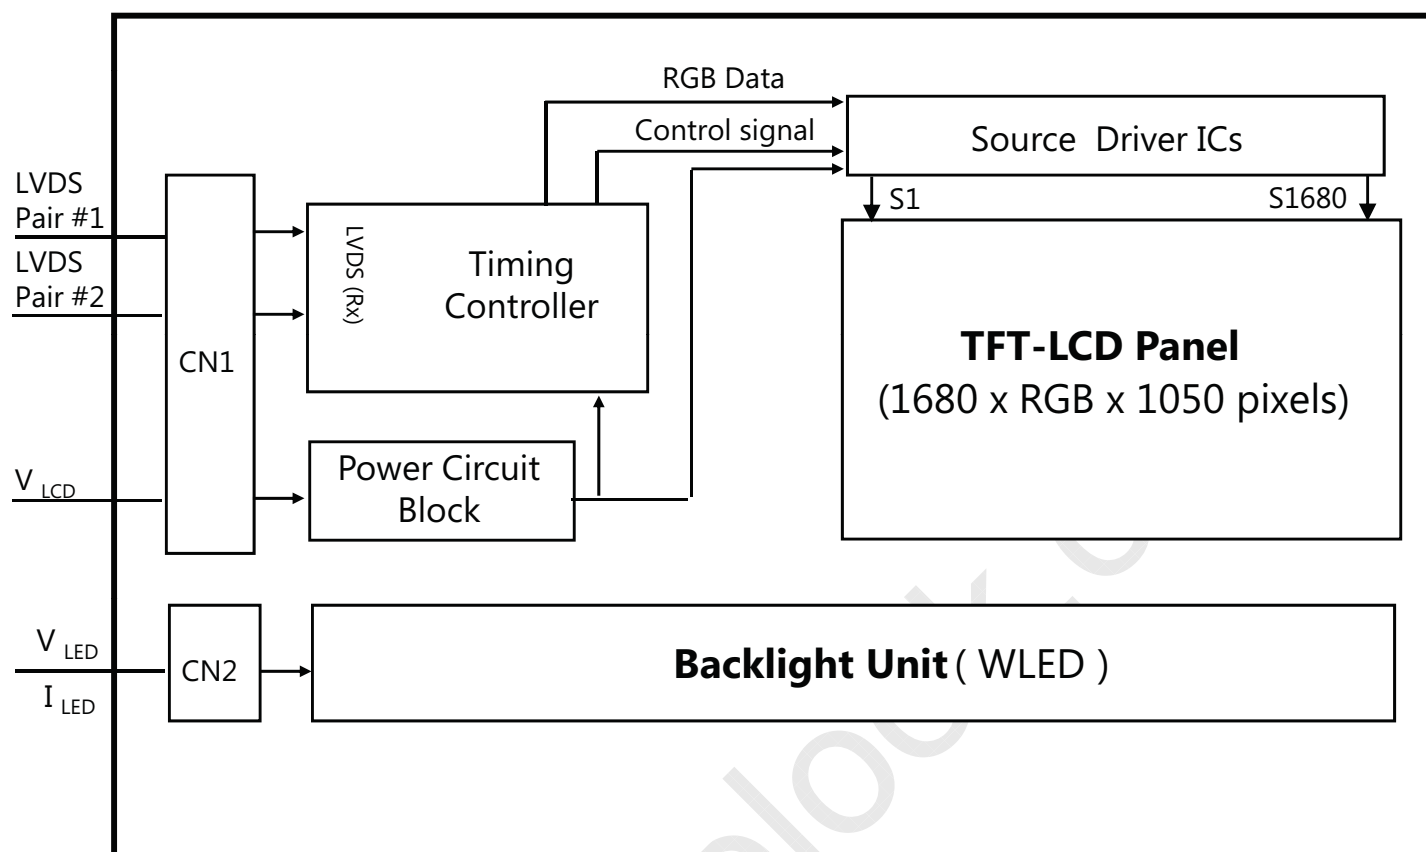 RGB Data
Control signal
Source Driver ICs
S1
S1680
LVDS
Pair #1
LVDS
Pair #2
LVDS (Rx)
Timing
Controller
CN1
TFT-LCD Panel
(1680 x RGB x 1050 pixels)
V LCD
Power Circuit
Block
V LED
I LED
CN2
Backlight Unit ( WLED )